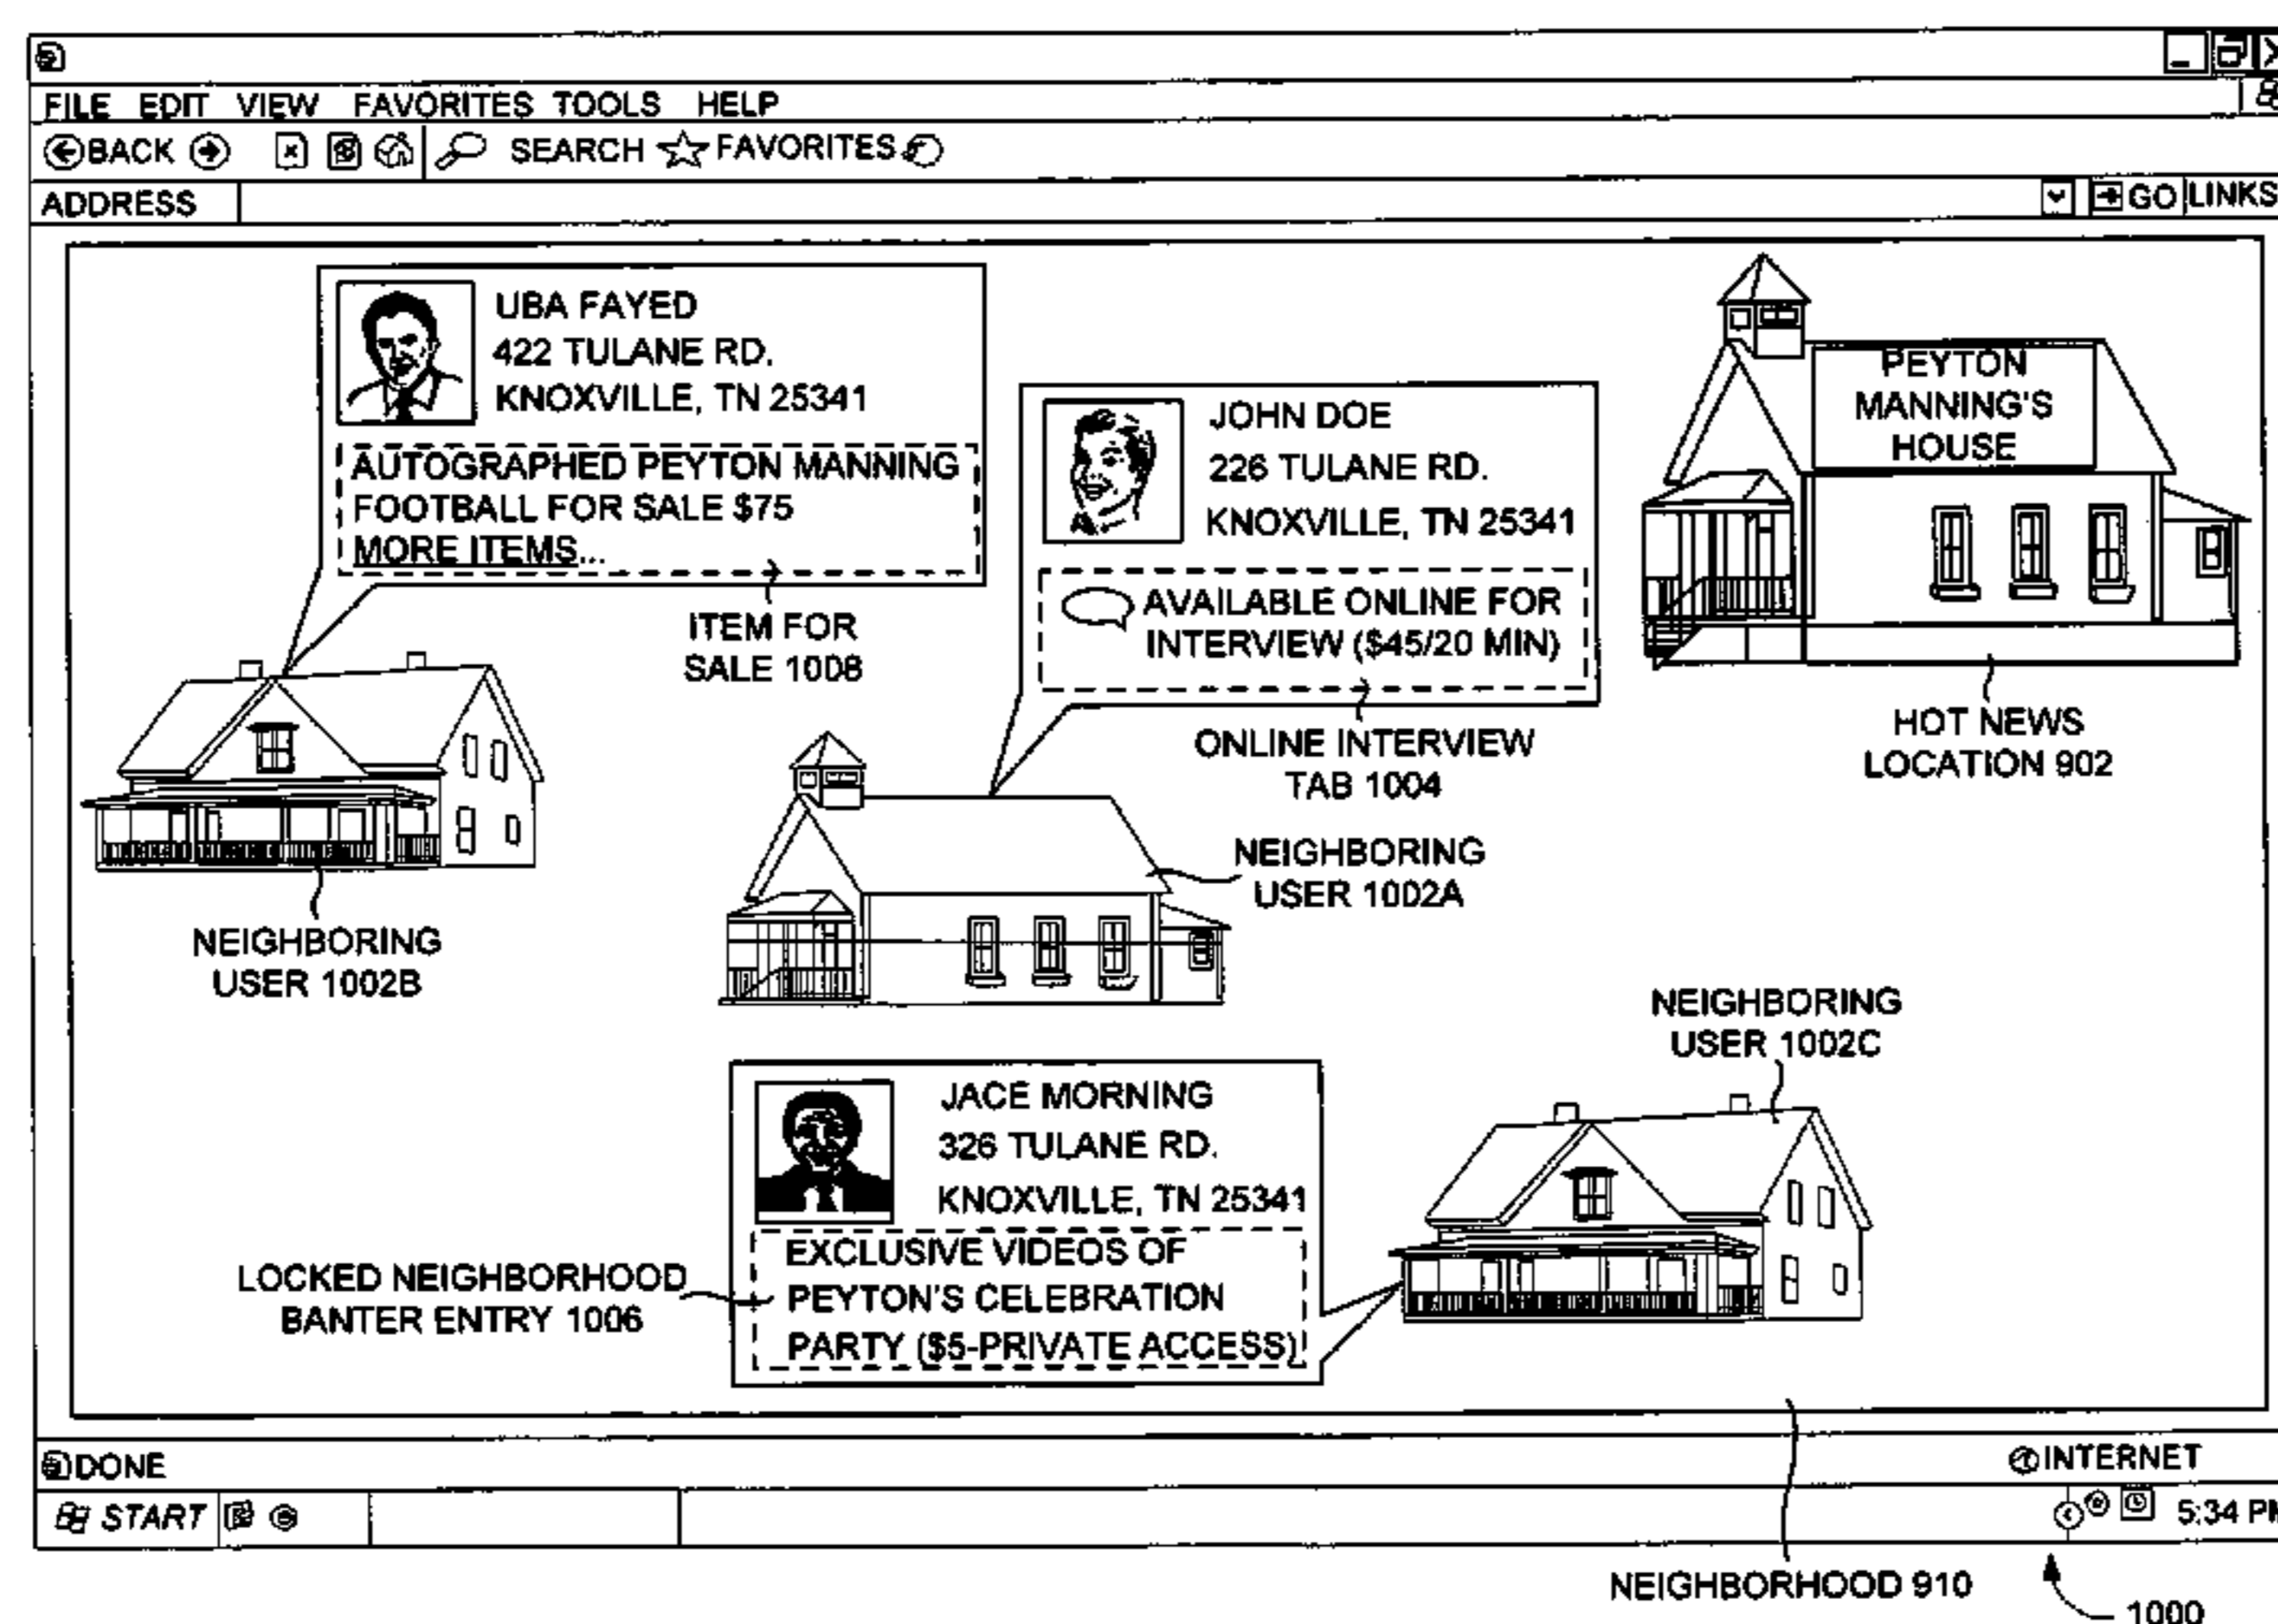 FILE EDIT VIEW FAVORITES TOOLS HELP
BACK SEARCH FAVORITES
ADDRESS GO LINKS
UBA FAYED
422 TULANE RD.
KNOXVILLE, TN 25341
AUTOGRAPHED PEYTON MANNING
FOOTBALL FOR SALE $75
MORE ITEMS...
ITEM FOR
SALE 1008
JOHN DOE
226 TULANE RD.
KNOXVILLE, TN 25341
AVAILABLE ONLINE FOR
INTERVIEW ($45/20 MIN)
ONLINE INTERVIEW
TAB 1004
PEYTON
MANNING'S
HOUSE
HOT NEWS
LOCATION 902
NEIGHBORING
USER 1002B
NEIGHBORING
USER 1002A
NEIGHBORING
USER 1002C
JACE MORNING
326 TULANE RD.
KNOXVILLE, TN 25341
EXCLUSIVE VIDEOS OF
PEYTON'S CELEBRATION
PARTY ($5-PRIVATE ACCESS)
LOCKED NEIGHBORHOOD
BANTER ENTRY 1006
DONE INTERNET
START 5:34 PM
NEIGHBORHOOD 910
1000